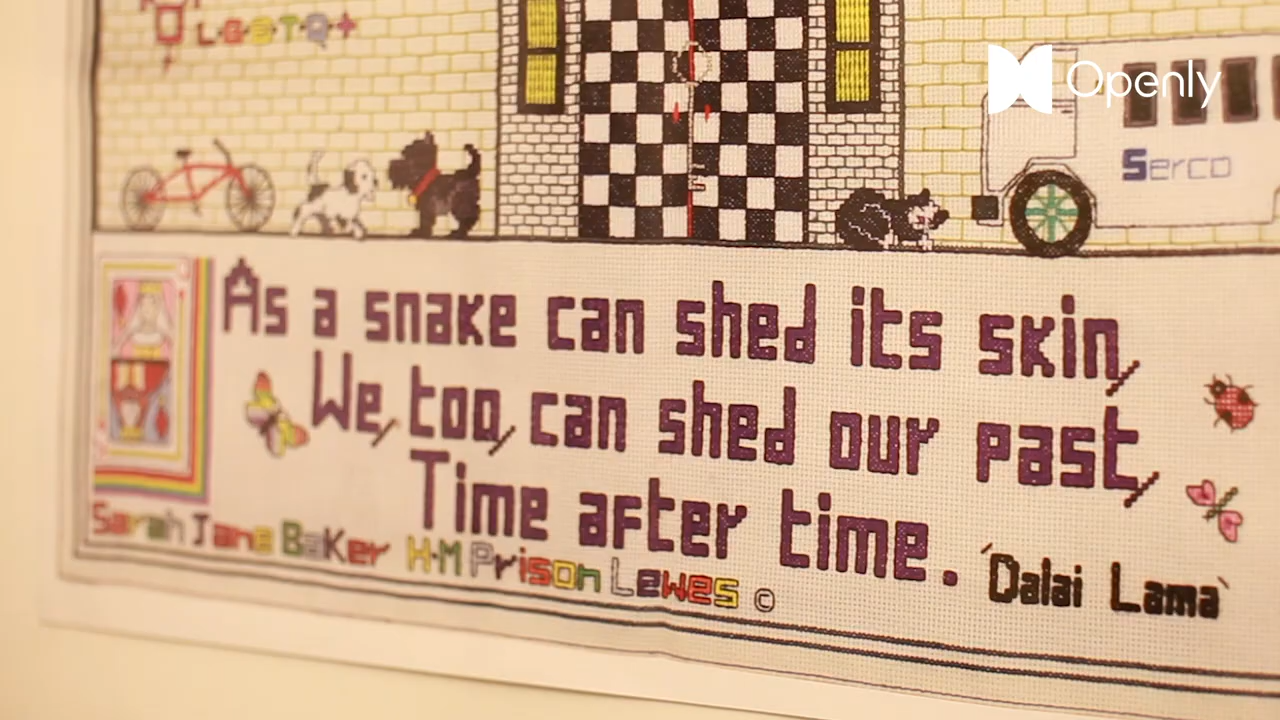 LGBTQ+
Openly
Serco
As a snake can shed its skin,
We, too, can shed our past,
Time after time.
'Dalai Lama'
Sarah Jane Baker H·M Prison Lewes ©